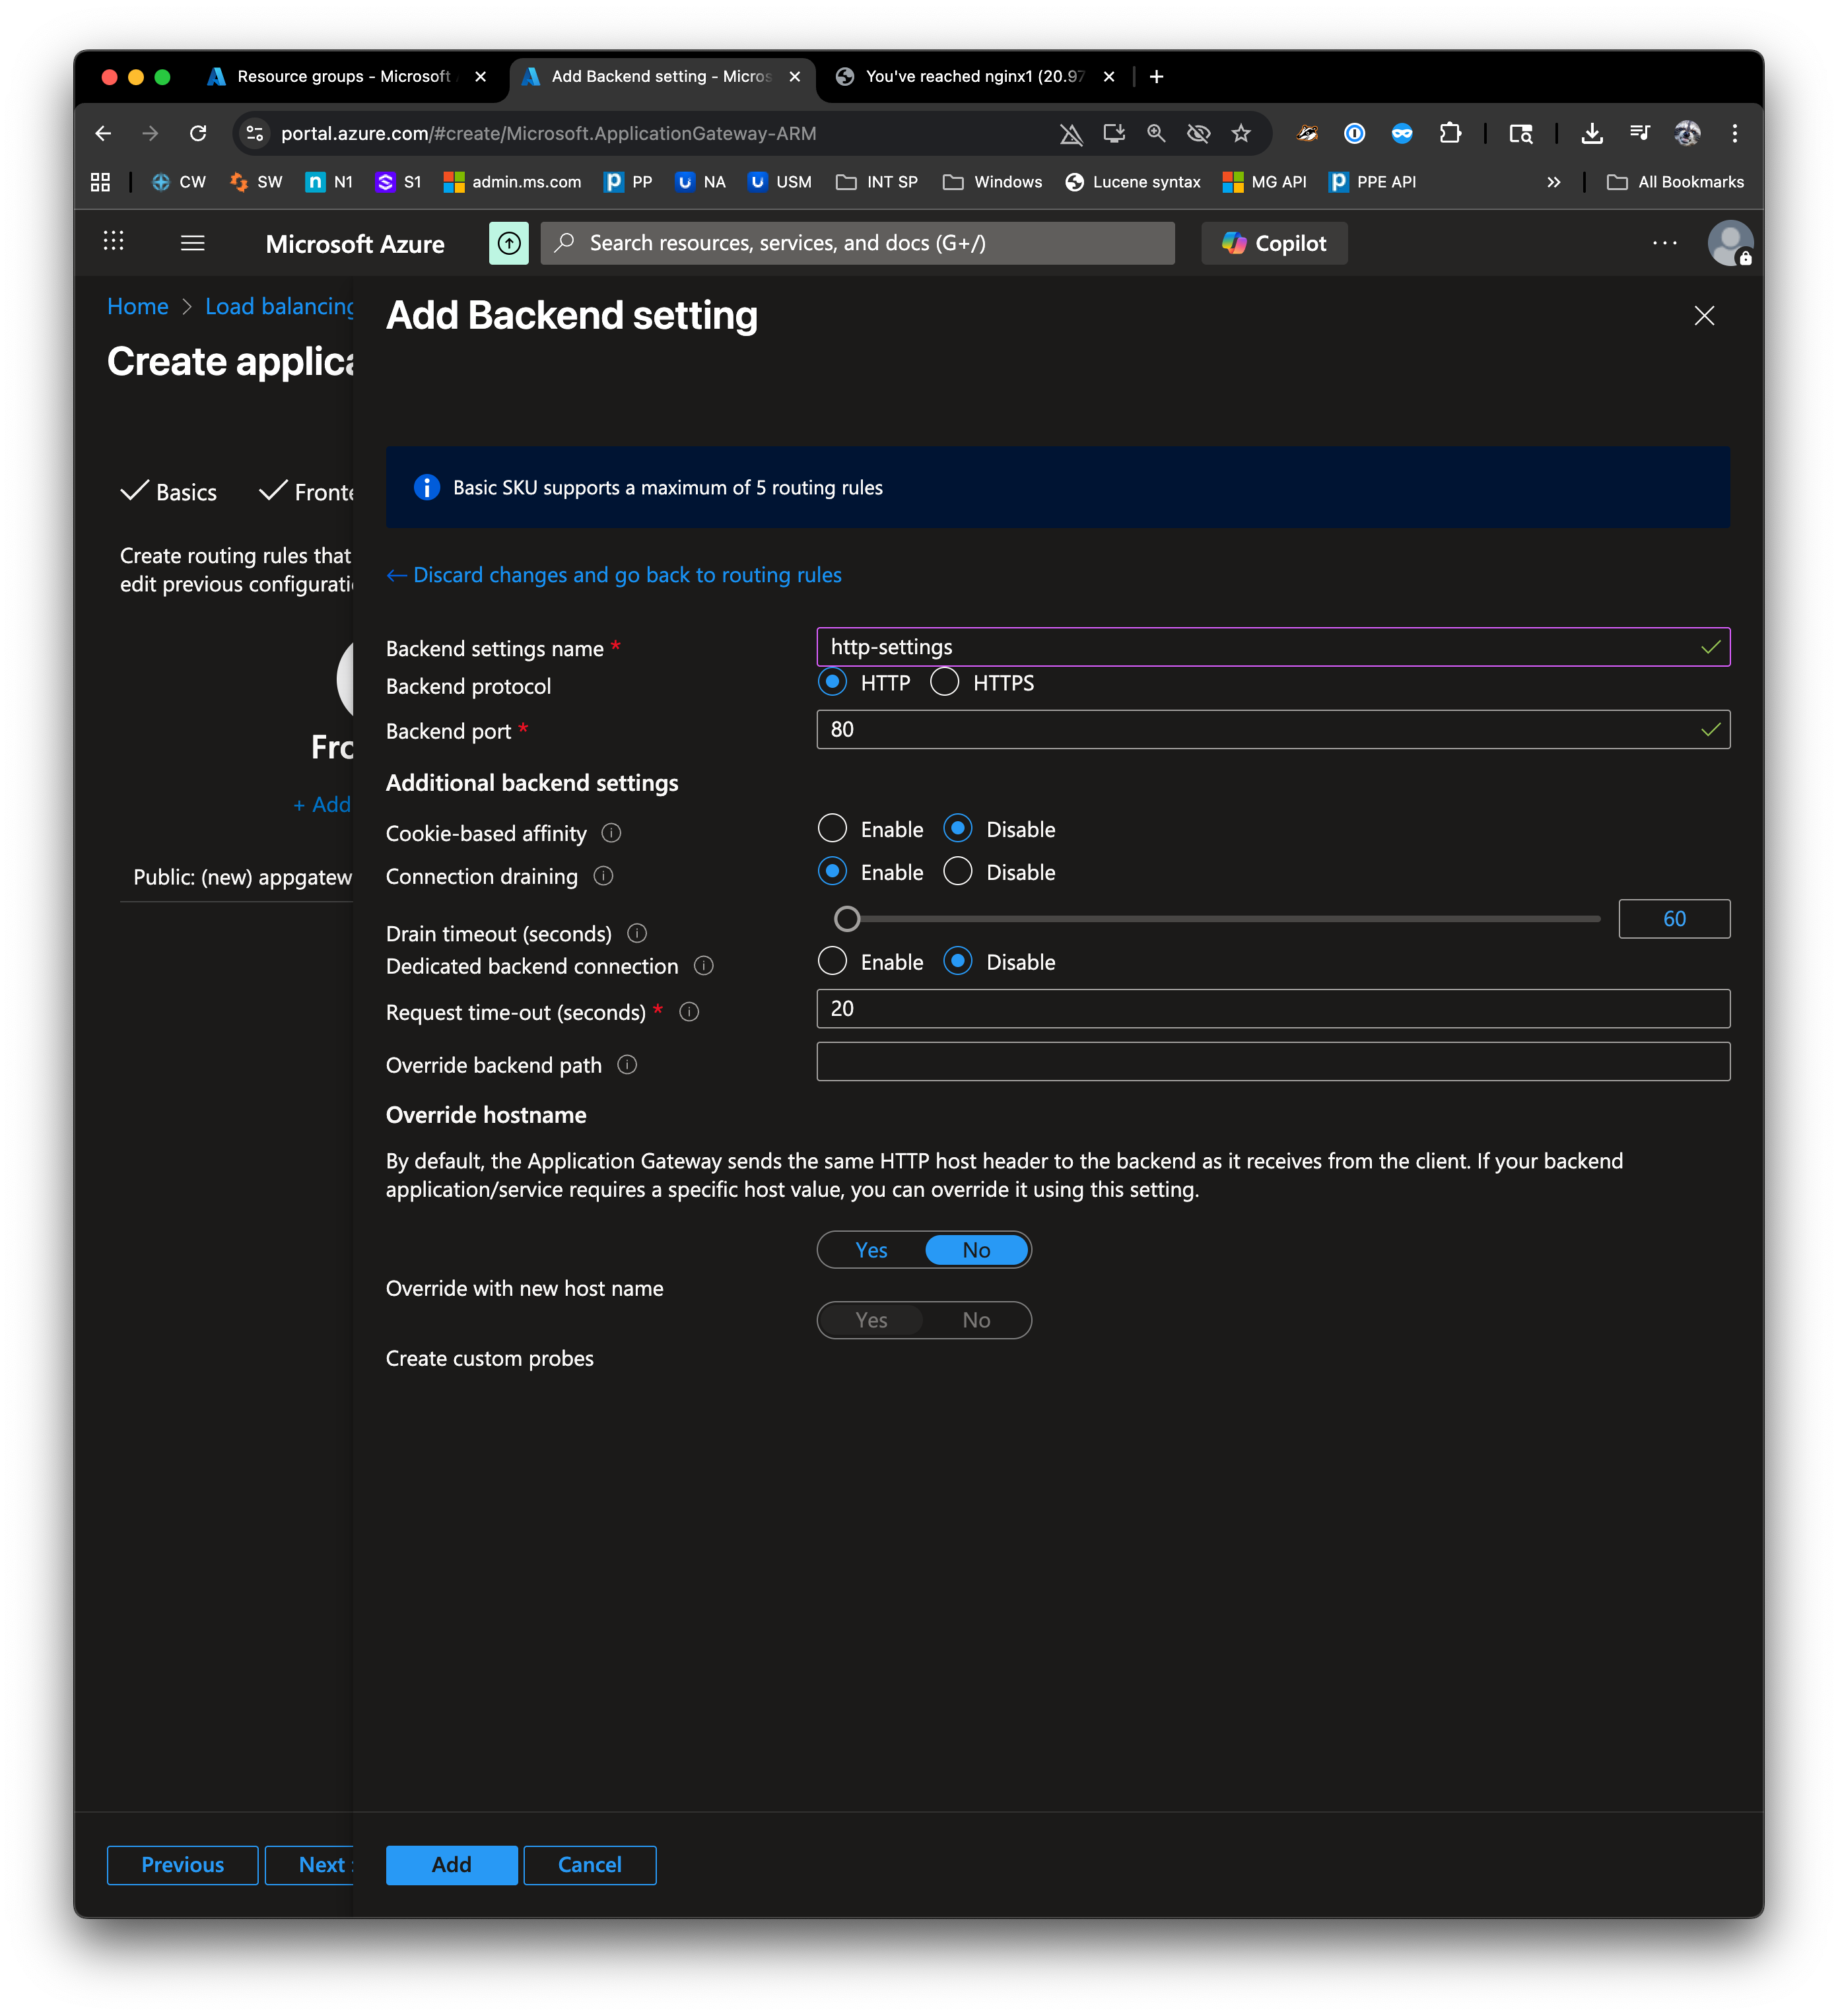 Resource groups - Microsoft
Add Backend setting - Micros
You've reached nginx1 (20.97
portal.azure.com/#create/Microsoft.ApplicationGateway-ARM
CW
SW
N1
S1
admin.ms.com
PP
NA
USM
INT SP
Windows
Lucene syntax
MG API
PPE API
All Bookmarks
Microsoft Azure
Search resources, services, and docs (G+/)
Copilot
Home > Load balancing
Create applica
Basics
Fronte
Create routing rules that
edit previous configuratio
Fro
+ Add
Public: (new) appgatew
Previous
Next :
Add Backend setting
Basic SKU supports a maximum of 5 routing rules
← Discard changes and go back to routing rules
Backend settings name * http-settings
Backend protocol HTTP HTTPS
Backend port * 80
Additional backend settings
Cookie-based affinity Enable Disable
Connection draining Enable Disable
Drain timeout (seconds) 60
Dedicated backend connection Enable Disable
Request time-out (seconds) * 20
Override backend path
Override hostname
By default, the Application Gateway sends the same HTTP host header to the backend as it receives from the client. If your backend
application/service requires a specific host value, you can override it using this setting.
Yes No
Override with new host name
Yes No
Create custom probes
Add
Cancel